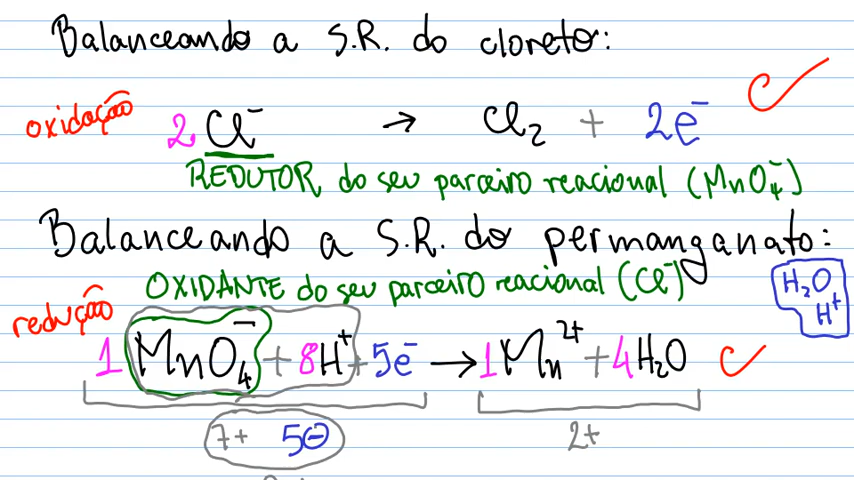 Balanceando a S.R. do cloreto:
oxidação 2Cl⁻ → Cl₂ + 2e⁻
REDUTOR do seu parceiro reacional (MnO₄⁻)
Balanceando a S.R. do permanganato:
OXIDANTE do seu parceiro reacional (Cl⁻)
H₂O
H⁺
redução 1MnO₄⁻ + 8H⁺ + 5e⁻ → 1Mn²⁺ + 4H₂O
7+ 5⊖ 2+